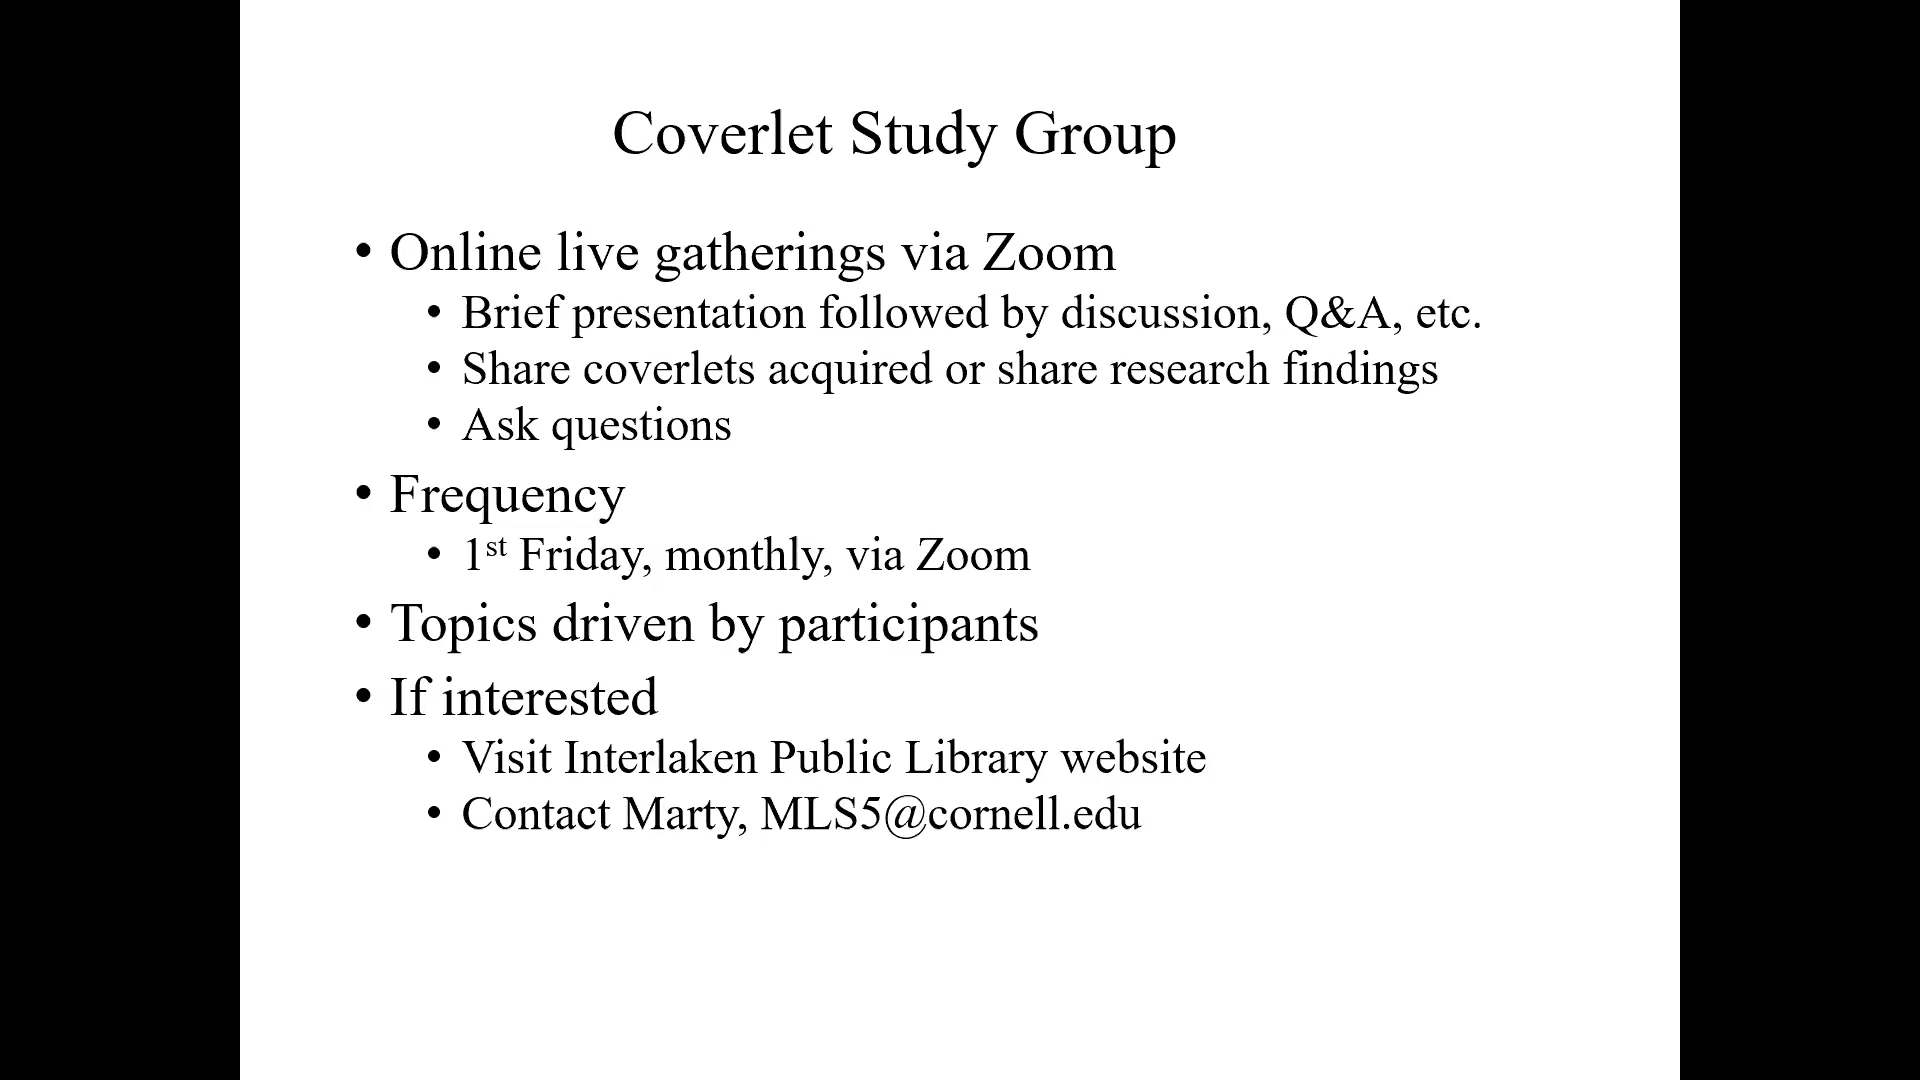 Coverlet Study Group
• Online live gatherings via Zoom
• Brief presentation followed by discussion, Q&A, etc.
• Share coverlets acquired or share research findings
• Ask questions
• Frequency
• 1st Friday, monthly, via Zoom
• Topics driven by participants
• If interested
• Visit Interlaken Public Library website
• Contact Marty, MLS5@cornell.edu